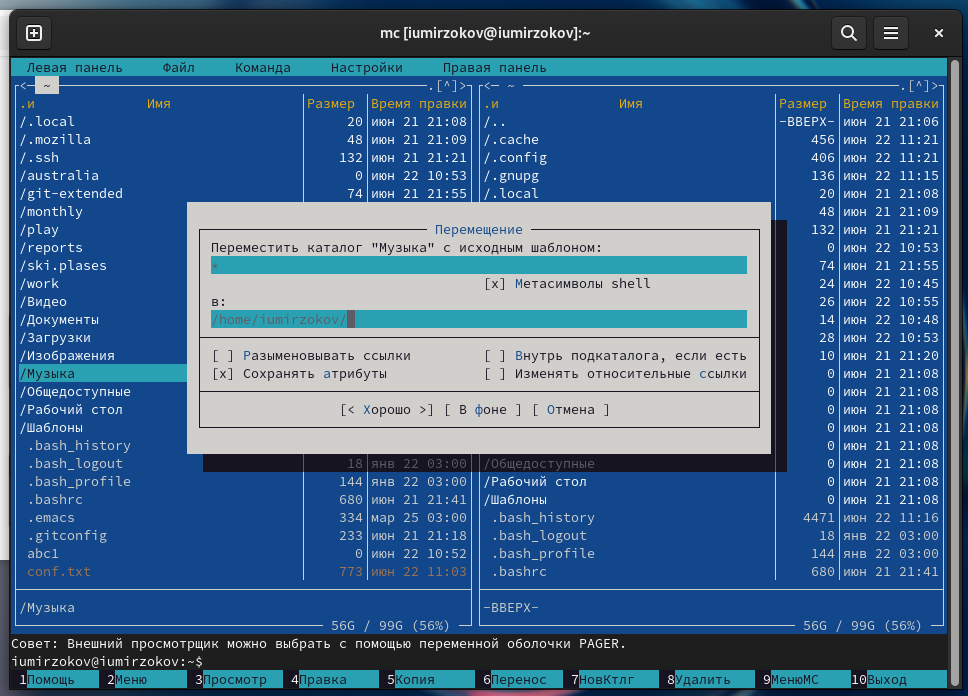 mc [iumirzokov@iumirzokov]:~
Левая панель Файл Команда Настройки Правая панель
<— ~ .[^]> <— ~ .[^]>
.и Имя Размер Время правки .и Имя Размер Время правки
/.local 20 июн 21 21:08 /.. -ВВЕРХ- июн 21 21:06
/.mozilla 48 июн 21 21:09 /.cache 456 июн 22 11:21
/.ssh 132 июн 21 21:21 /.config 406 июн 22 11:21
/australia 0 июн 22 10:53 /.gnupg 136 июн 22 11:15
/git-extended 74 июн 21 21:55 /.local 20 июн 21 21:08
/monthly 48 июн 21 21:09
/play 132 июн 21 21:21
/reports 0 июн 22 10:53
/ski.plases 74 июн 21 21:55
/work 24 июн 22 10:45
/Видео 26 июн 22 10:55
/Документы 14 июн 22 10:48
/Загрузки 28 июн 22 10:53
/Изображения 10 июн 21 21:20
/Музыка 0 июн 21 21:08
/Общедоступные 0 июн 21 21:08
/Рабочий стол 0 июн 21 21:08
/Шаблоны 0 июн 21 21:08
Перемещение
Переместить каталог "Музыка" с исходным шаблоном:
*
[x] Метасимволы shell
в:
/home/iumirzokov/
[ ] Разыменовывать ссылки [ ] Внутрь подкаталога, если есть
[x] Сохранять атрибуты [ ] Изменять относительные ссылки
[< Хорошо >] [ В фоне ] [ Отмена ]
.bash_history 0 июн 21 21:08
.bash_logout 18 янв 22 03:00 /Общедоступные 0 июн 21 21:08
.bash_profile 144 янв 22 03:00 /Рабочий стол 0 июн 21 21:08
.bashrc 680 июн 21 21:41 /Шаблоны 0 июн 21 21:08
.emacs 334 мар 25 03:00 .bash_history 4471 июн 22 11:16
.gitconfig 233 июн 21 21:18 .bash_logout 18 янв 22 03:00
abc1 0 июн 22 10:52 .bash_profile 144 янв 22 03:00
conf.txt 773 июн 22 11:03 .bashrc 680 июн 21 21:41
/Музыка -ВВЕРХ-
56G / 99G (56%) 56G / 99G (56%)
Совет: Внешний просмотрщик можно выбрать с помощью переменной оболочки PAGER.
iumirzokov@iumirzokov:~$
1Помощь 2Меню 3Просмотр 4Правка 5Копия 6Перенос 7НовКтлг 8Удалить 9МенюMC 10Выход